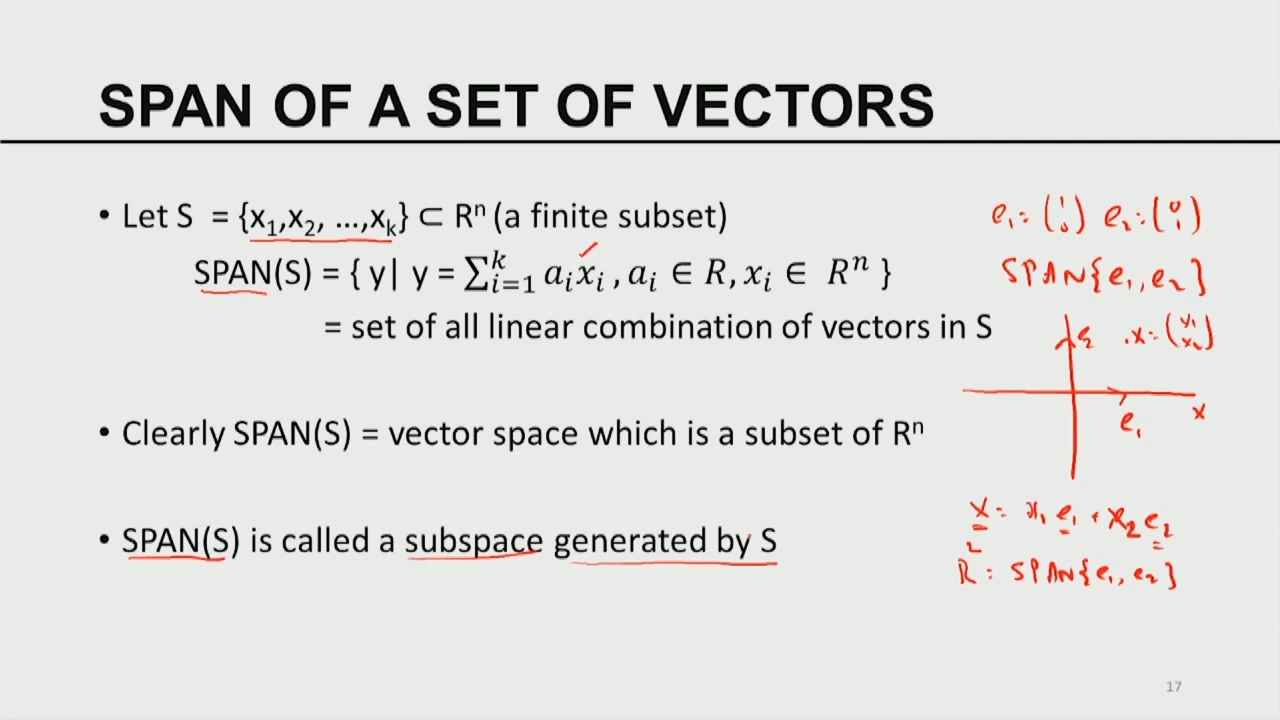 SPAN OF A SET OF VECTORS
• Let S = {x₁,x₂, ...,xₖ} ⊂ Rⁿ (a finite subset)
SPAN(S) = { y| y = ∑ᵏᵢ₌₁ aᵢxᵢ , aᵢ ∈ R, xᵢ ∈ Rⁿ }
= set of all linear combination of vectors in S
• Clearly SPAN(S) = vector space which is a subset of Rⁿ
• SPAN(S) is called a subspace generated by S
e₁ = (1 0) e₂ = (0 1)
SPAN{e₁, e₂}
e₂ .x = (x₁ x₂)
e₁ x
x = x₁ e₁ + x₂ e₂
R² = SPAN{e₁, e₂}
17